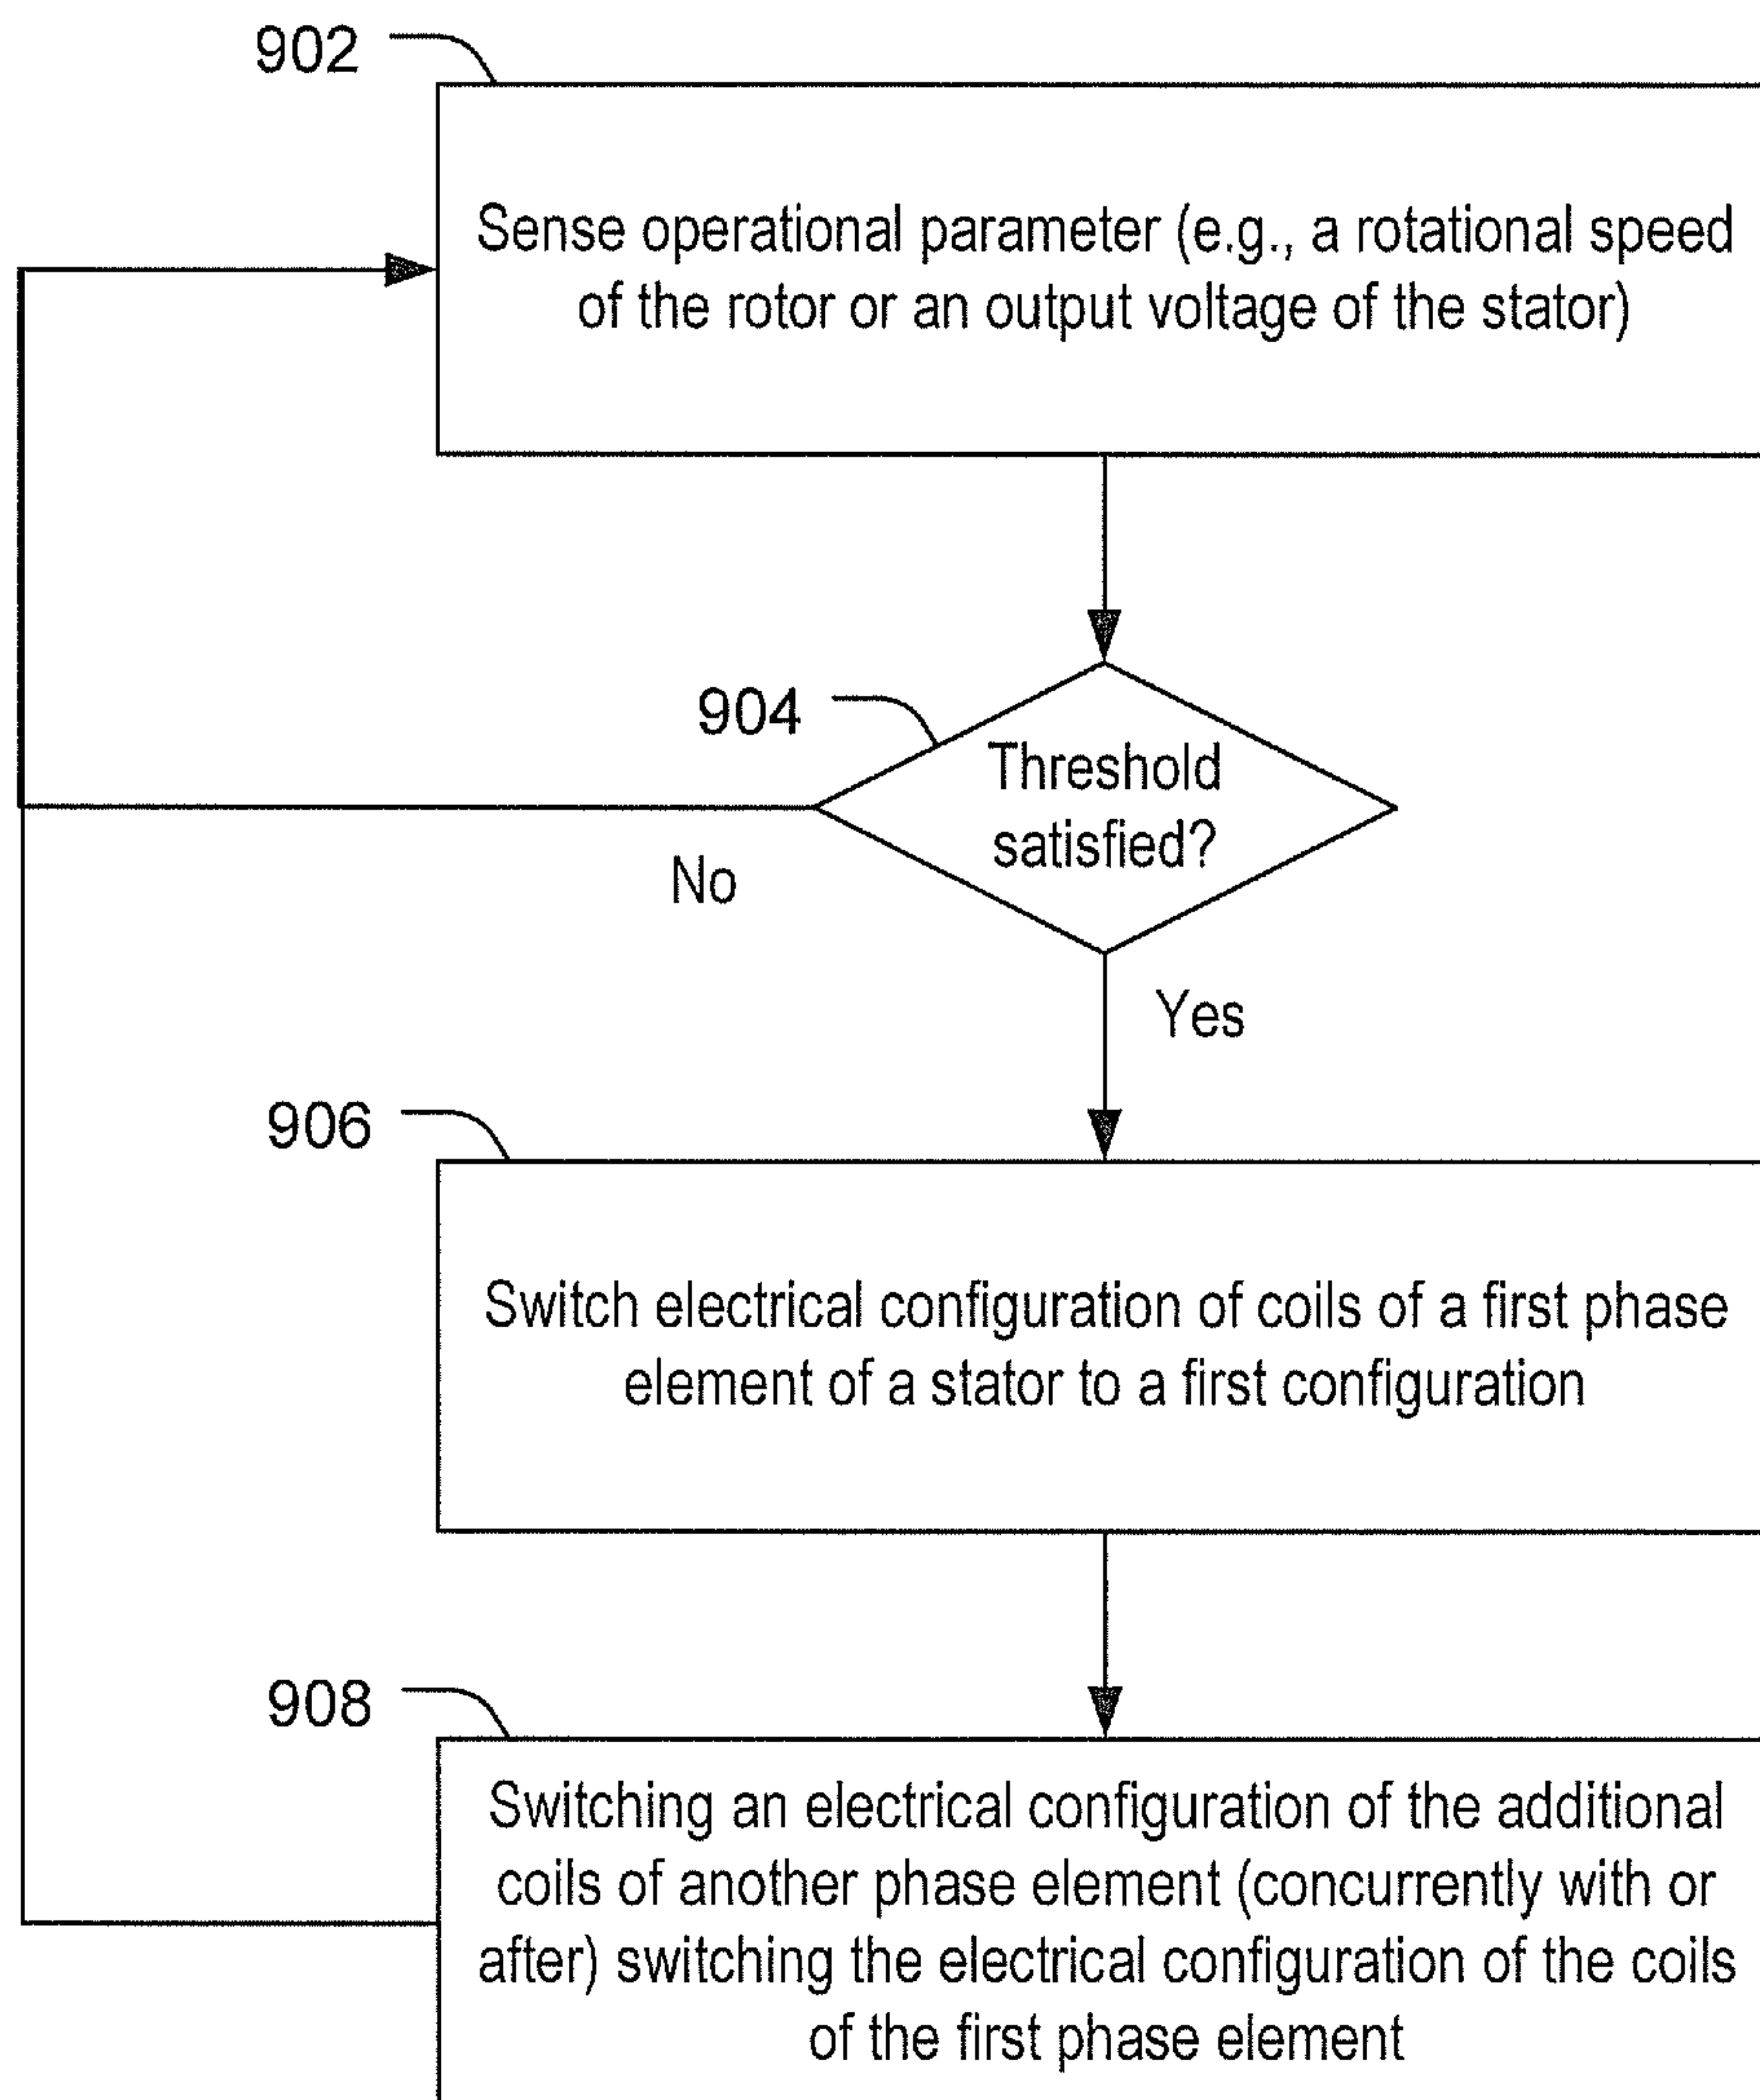 902
Sense operational parameter (e.g., a rotational speed
of the rotor or an output voltage of the stator)
904
Threshold
satisfied?
No
Yes
906
Switch electrical configuration of coils of a first phase
element of a stator to a first configuration
908
Switching an electrical configuration of the additional
coils of another phase element (concurrently with or
after) switching the electrical configuration of the coils
of the first phase element